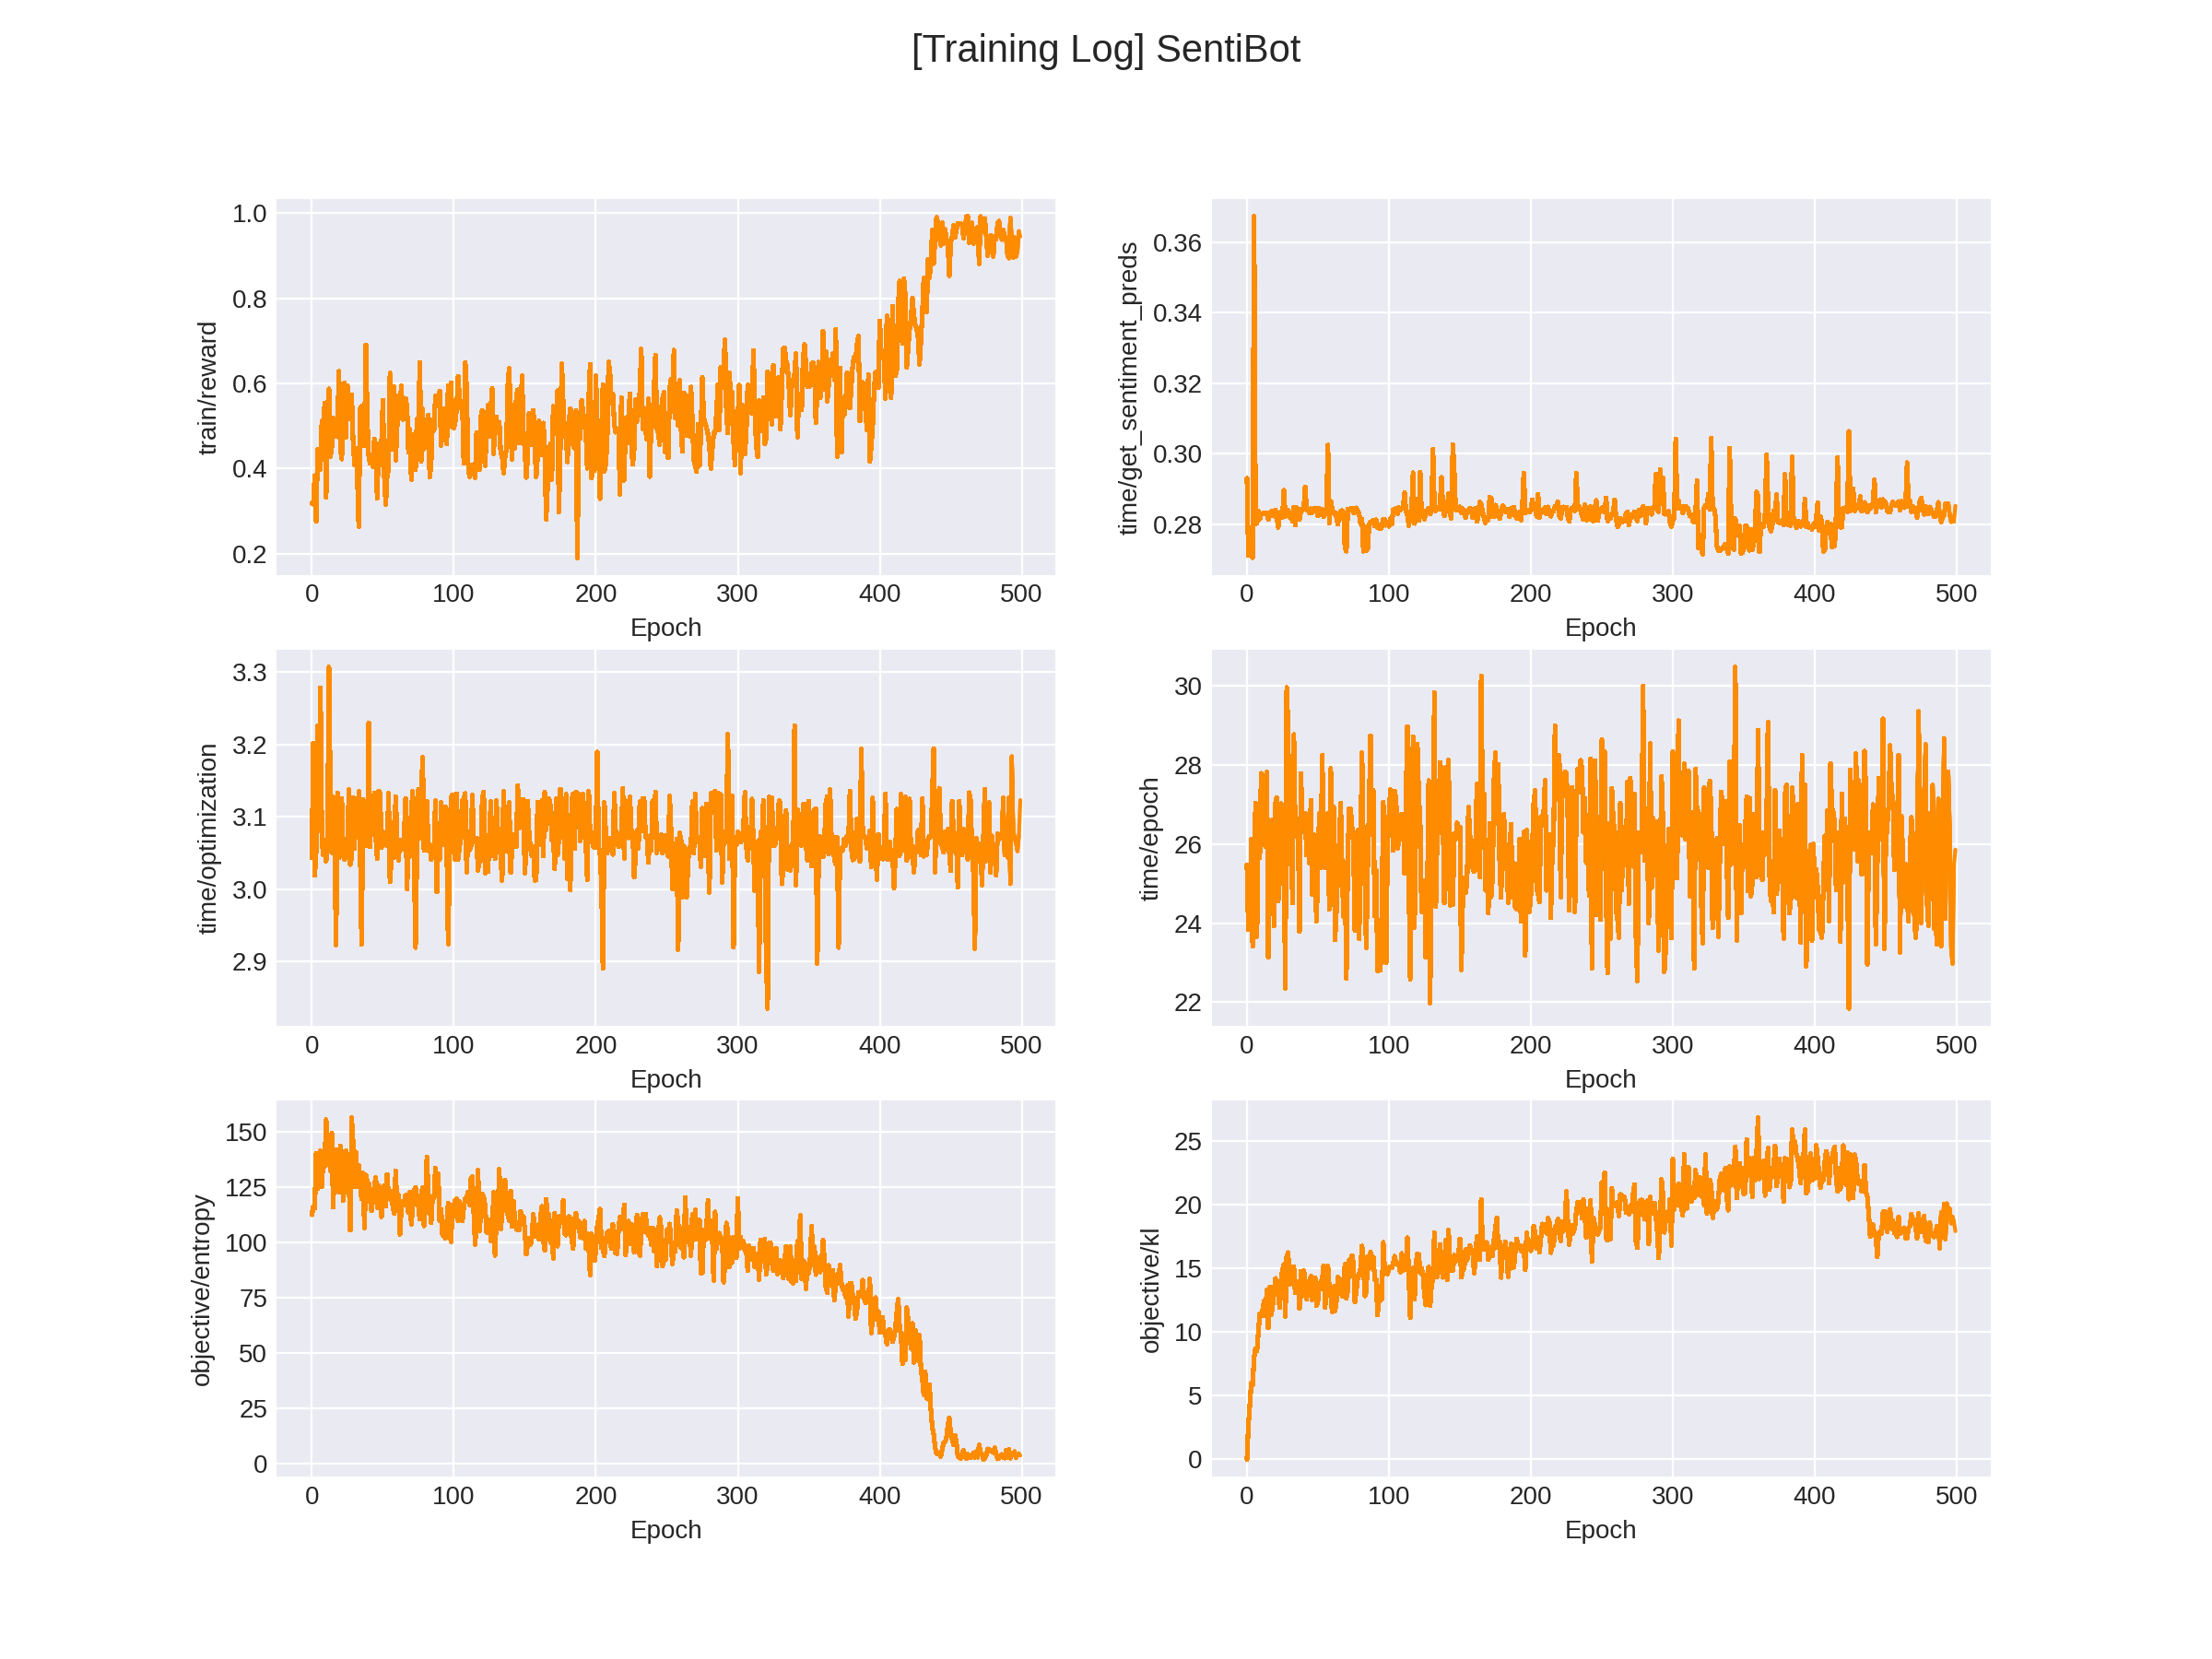 [Training Log] SentiBot
train/reward
1.0
0.8
0.6
0.4
0.2
0 100 200 300 400 500
Epoch
time/get_sentiment_preds
0.36
0.34
0.32
0.30
0.28
0 100 200 300 400 500
Epoch
time/optimization
3.3
3.2
3.1
3.0
2.9
0 100 200 300 400 500
Epoch
time/epoch
30
28
26
24
22
0 100 200 300 400 500
Epoch
objective/entropy
150
125
100
75
50
25
0
0 100 200 300 400 500
Epoch
objective/kl
25
20
15
10
5
0
0 100 200 300 400 500
Epoch